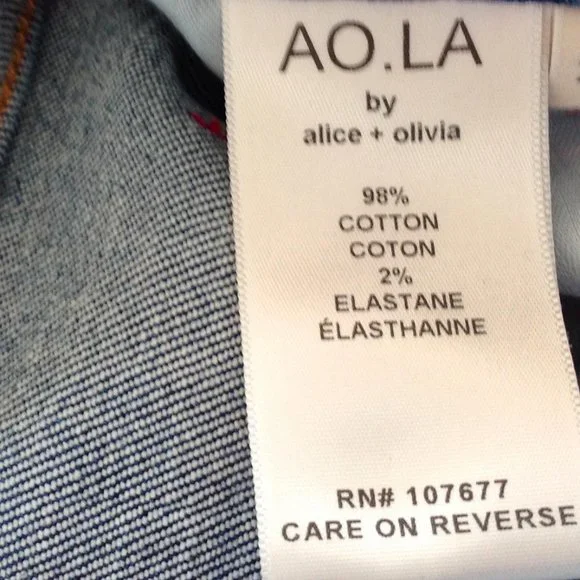 AO.LA
by
alice + olivia
98%
COTTON
COTON
2%
ELASTANE
ÉLASTHANNE
RN# 107677
CARE ON REVERSE